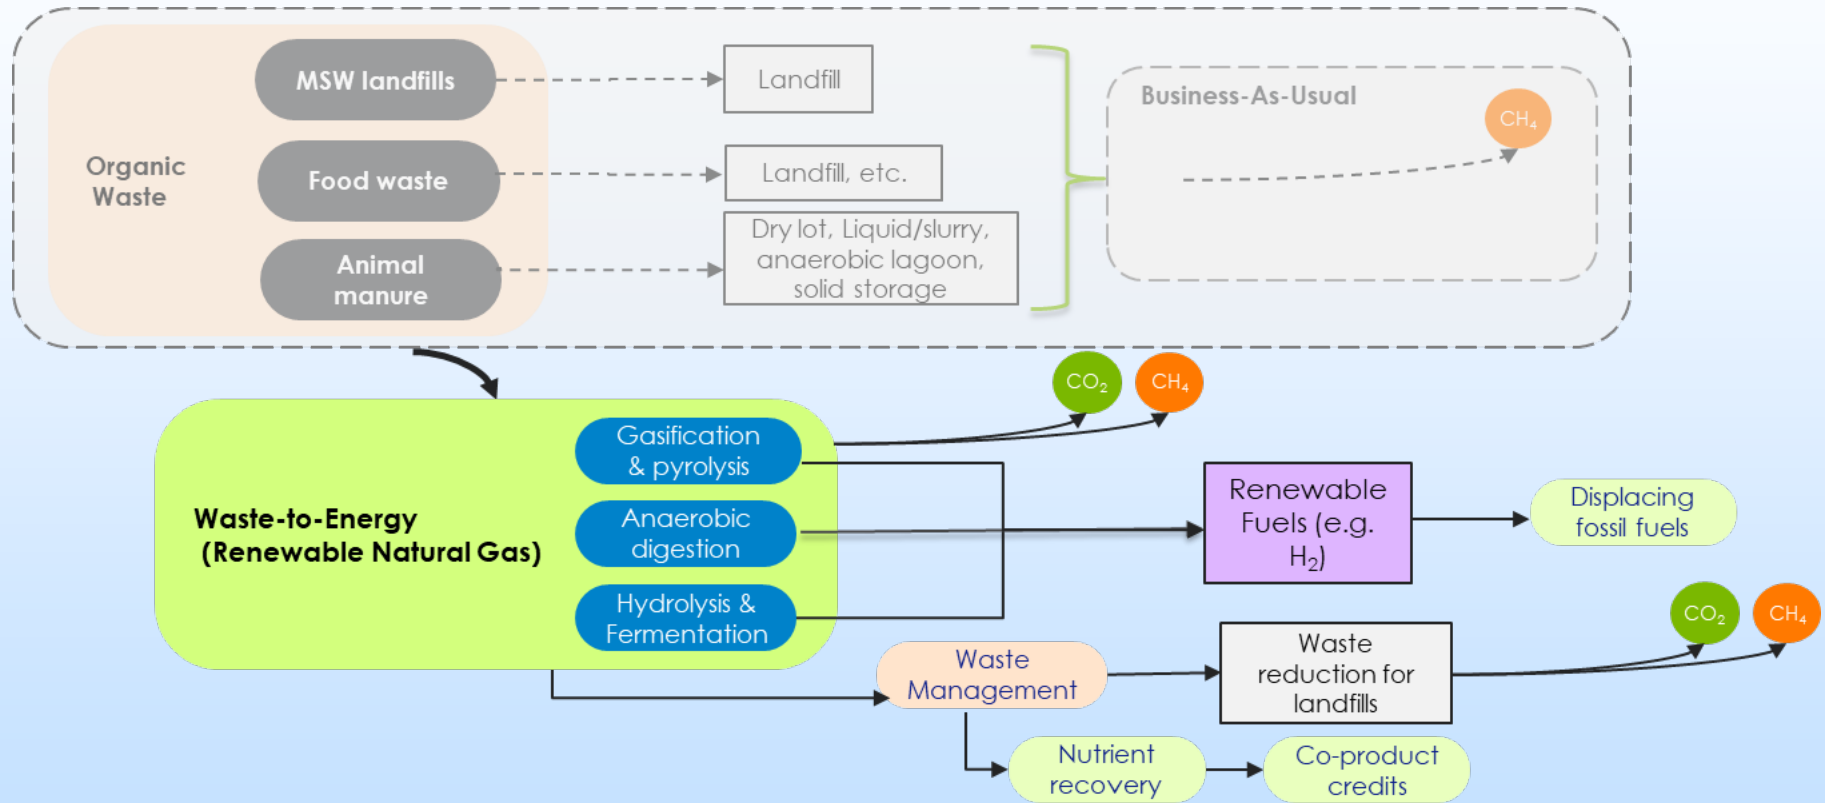 MSW landfills
Landfill
Business-As-Usual
CH₄
Organic
Waste
Food waste
Landfill, etc.
Animal
manure
Dry lot, Liquid/slurry,
anaerobic lagoon,
solid storage
CO₂
CH₄
Waste-to-Energy
(Renewable Natural Gas)
Gasification
& pyrolysis
Anaerobic
digestion
Hydrolysis &
Fermentation
Renewable
Fuels (e.g.
H₂)
Displacing
fossil fuels
Waste
Management
Waste
reduction for
landfills
CO₂
CH₄
Nutrient
recovery
Co-product
credits